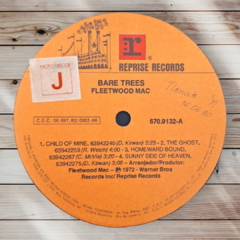 r
REPRISE RECORDS
BARE TREES
FLEETWOOD MAC
J
670.9132-A
1. CHILD OF MINE, 63942240 (D. Kirwan) 5:25 - 2. THE GHOST,
63942259 (R. Welch) 4:00 - 3. HOMEWARD BOUND,
63942267 (C. McVie) 3:20 - 4. SUNNY SIDE OF HEAVEN,
63942275 (D. Kirwan) 3:05 - Arranjador/Produtor:
Fleetwood Mac - ℗ 1972 - Warner Bros
Records Inc/ Reprise Records